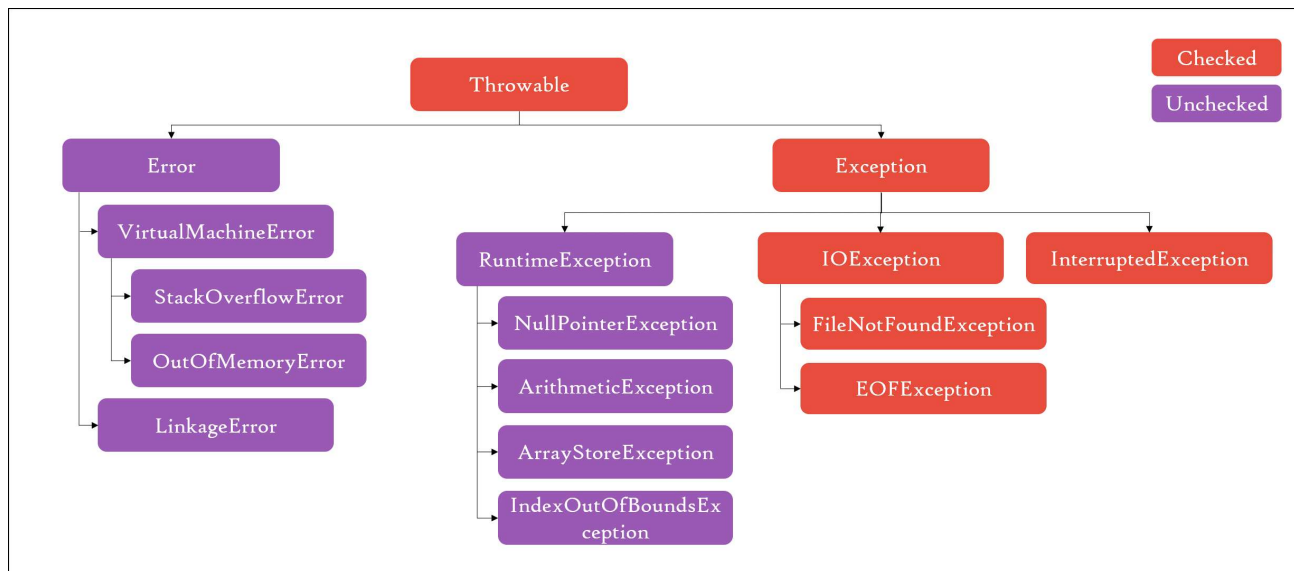 Checked
Throwable
Unchecked
Error
Exception
VirtualMachineError
RuntimeException
IOException
InterruptedException
StackOverflowError
NullPointerException
FileNotFoundException
OutOfMemoryError
ArithmeticException
EOFException
LinkageError
ArrayStoreException
IndexOutOfBoundsEx
ception